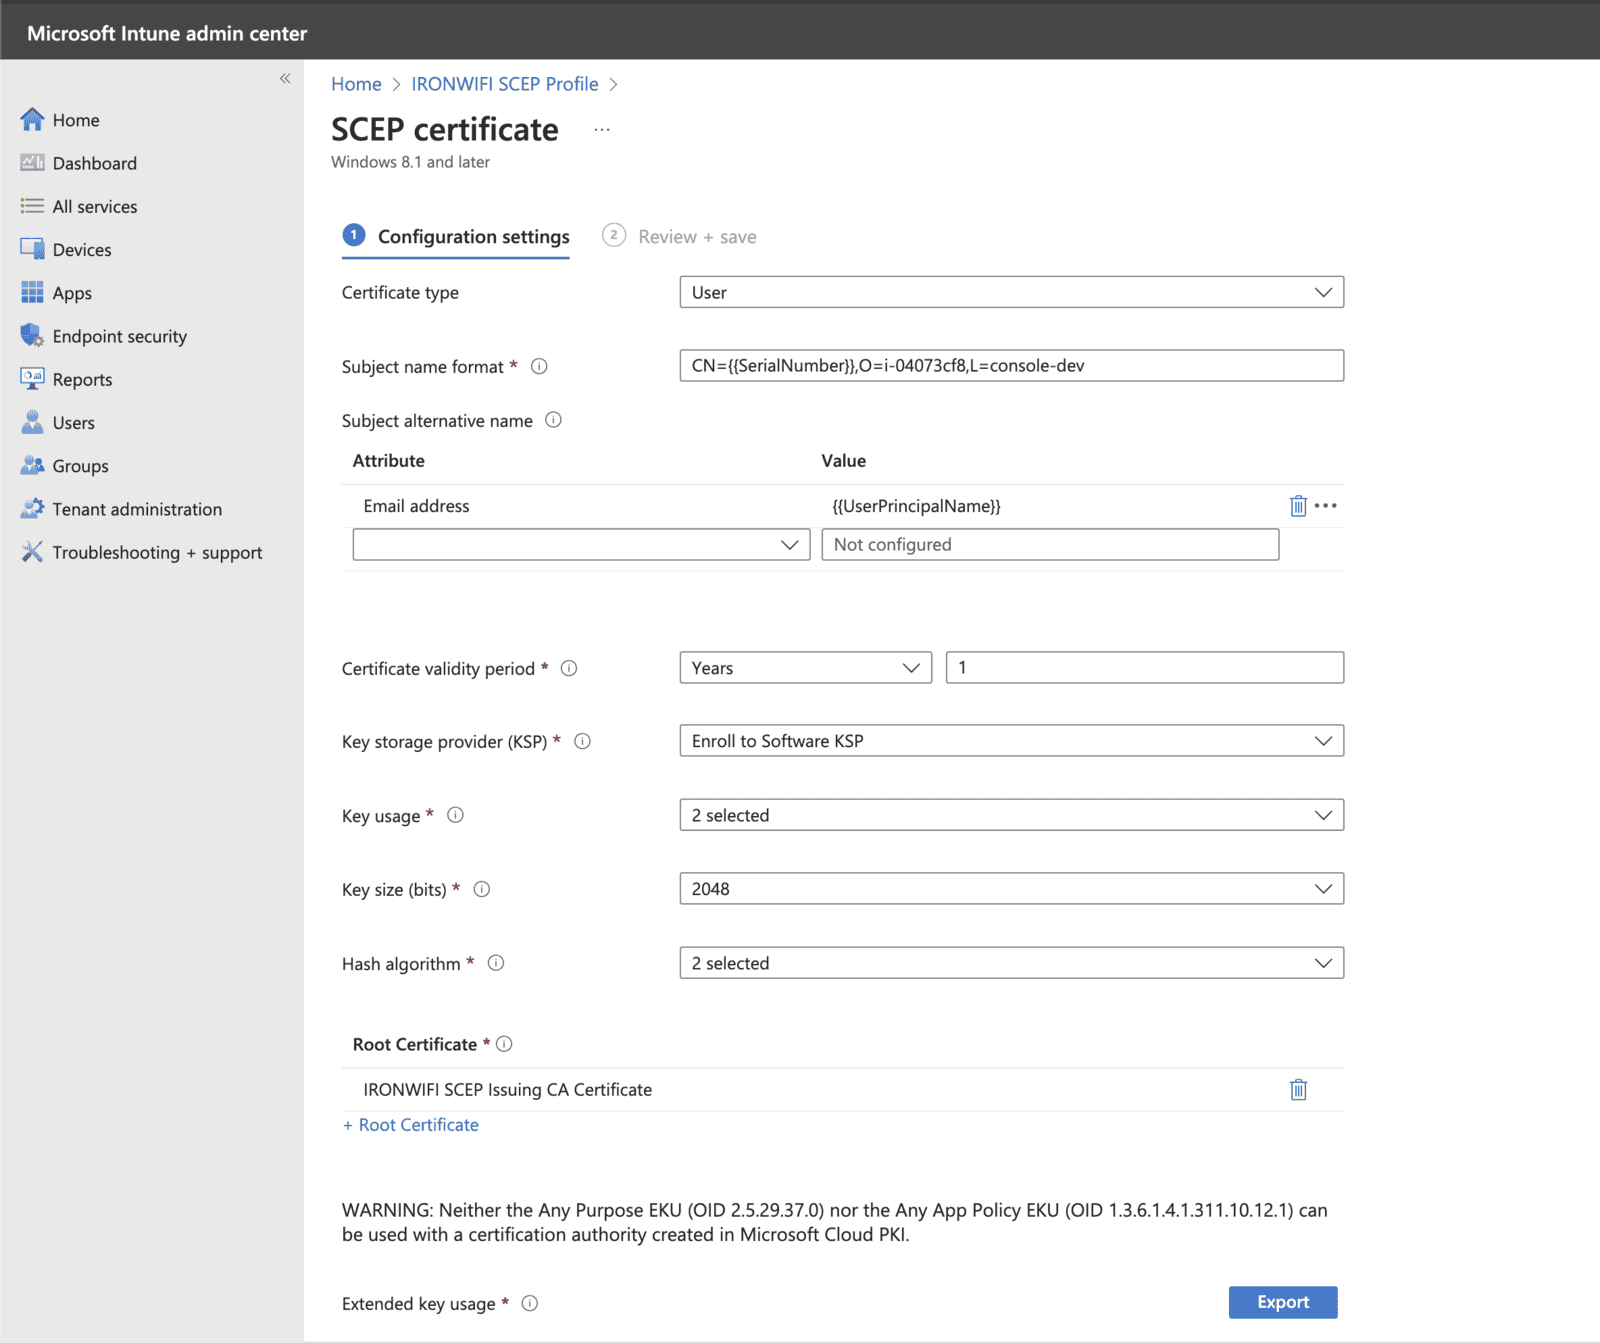 Microsoft Intune admin center
«
Home
Dashboard
All services
Devices
Apps
Endpoint security
Reports
Users
Groups
Tenant administration
Troubleshooting + support
Home > IRONWIFI SCEP Profile >
SCEP certificate ...
Windows 8.1 and later
1 Configuration settings 2 Review + save
Certificate type User
Subject name format * CN={{SerialNumber}},O=i-04073cf8,L=console-dev
Subject alternative name
Attribute Value
Email address {{UserPrincipalName}}
Not configured
Certificate validity period * Years 1
Key storage provider (KSP) * Enroll to Software KSP
Key usage * 2 selected
Key size (bits) * 2048
Hash algorithm * 2 selected
Root Certificate *
IRONWIFI SCEP Issuing CA Certificate
+ Root Certificate
WARNING: Neither the Any Purpose EKU (OID 2.5.29.37.0) nor the Any App Policy EKU (OID 1.3.6.1.4.1.311.10.12.1) can
be used with a certification authority created in Microsoft Cloud PKI.
Extended key usage * Export